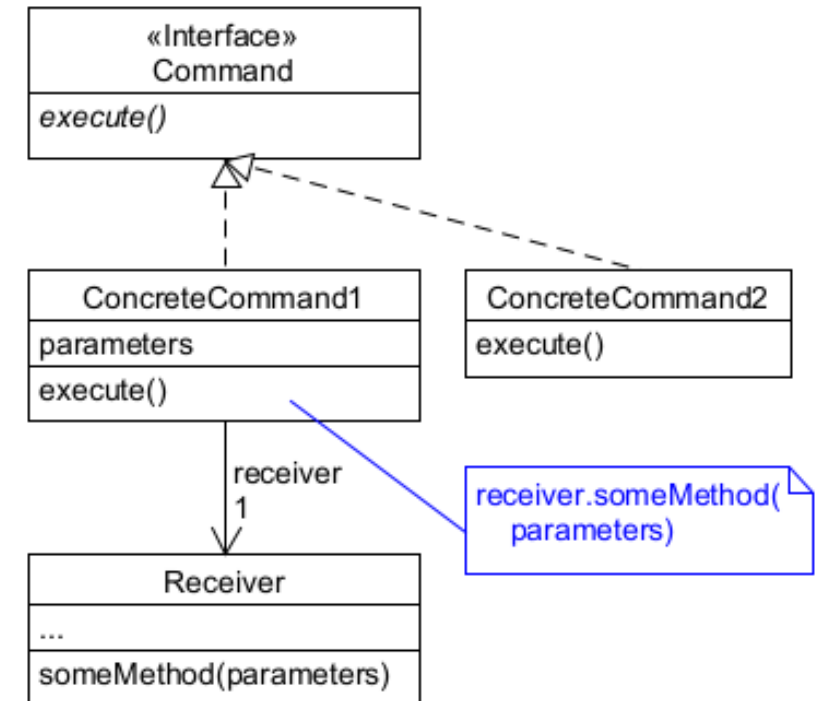 «Interface»
Command
execute()
ConcreteCommand1
parameters
execute()
ConcreteCommand2
execute()
receiver
1
receiver.someMethod(
parameters)
Receiver
...
someMethod(parameters)